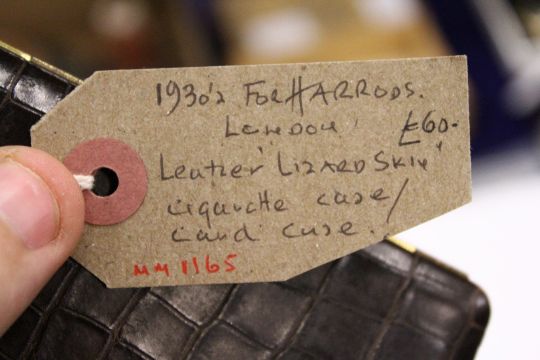 1930's FOR HARRODS.
LONDON £60-
Leather "LIZARD SKIN"
cigarette case/
card case.
MM 1165